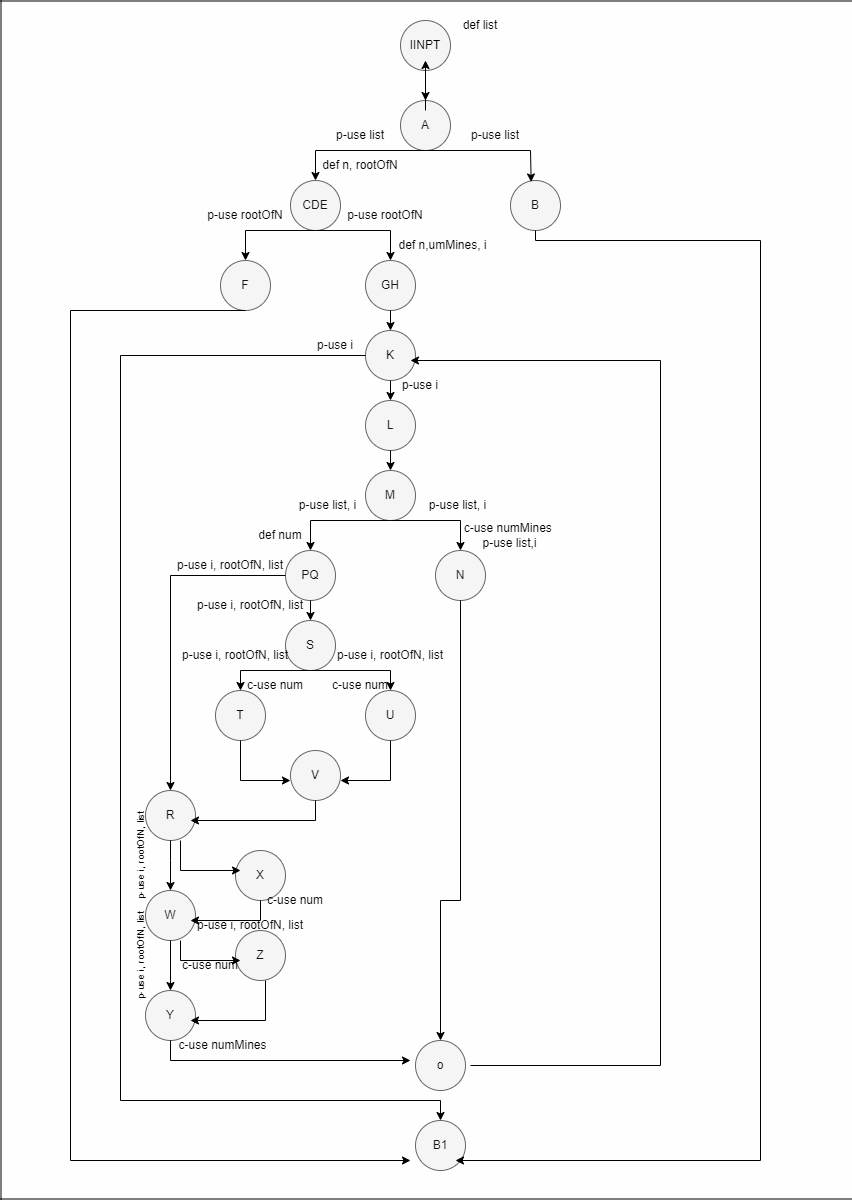 def list
IINPT
A
p-use list
p-use list
def n, rootOfN
CDE
B
p-use rootOfN
p-use rootOfN
def n,umMines, i
F
GH
p-use i
K
p-use i
L
M
p-use list, i
p-use list, i
c-use numMines
def num
p-use list,i
p-use i, rootOfN, list
PQ
N
p-use i, rootOfN, list
S
p-use i, rootOfN, list
p-use i, rootOfN, list
c-use num
c-use num
T
U
V
R
p-use i, rootOfN, list
X
c-use num
W
p-use i, rootOfN, list
p-use i, rootOfN, list
Z
c-use num
Y
c-use numMines
o
B1